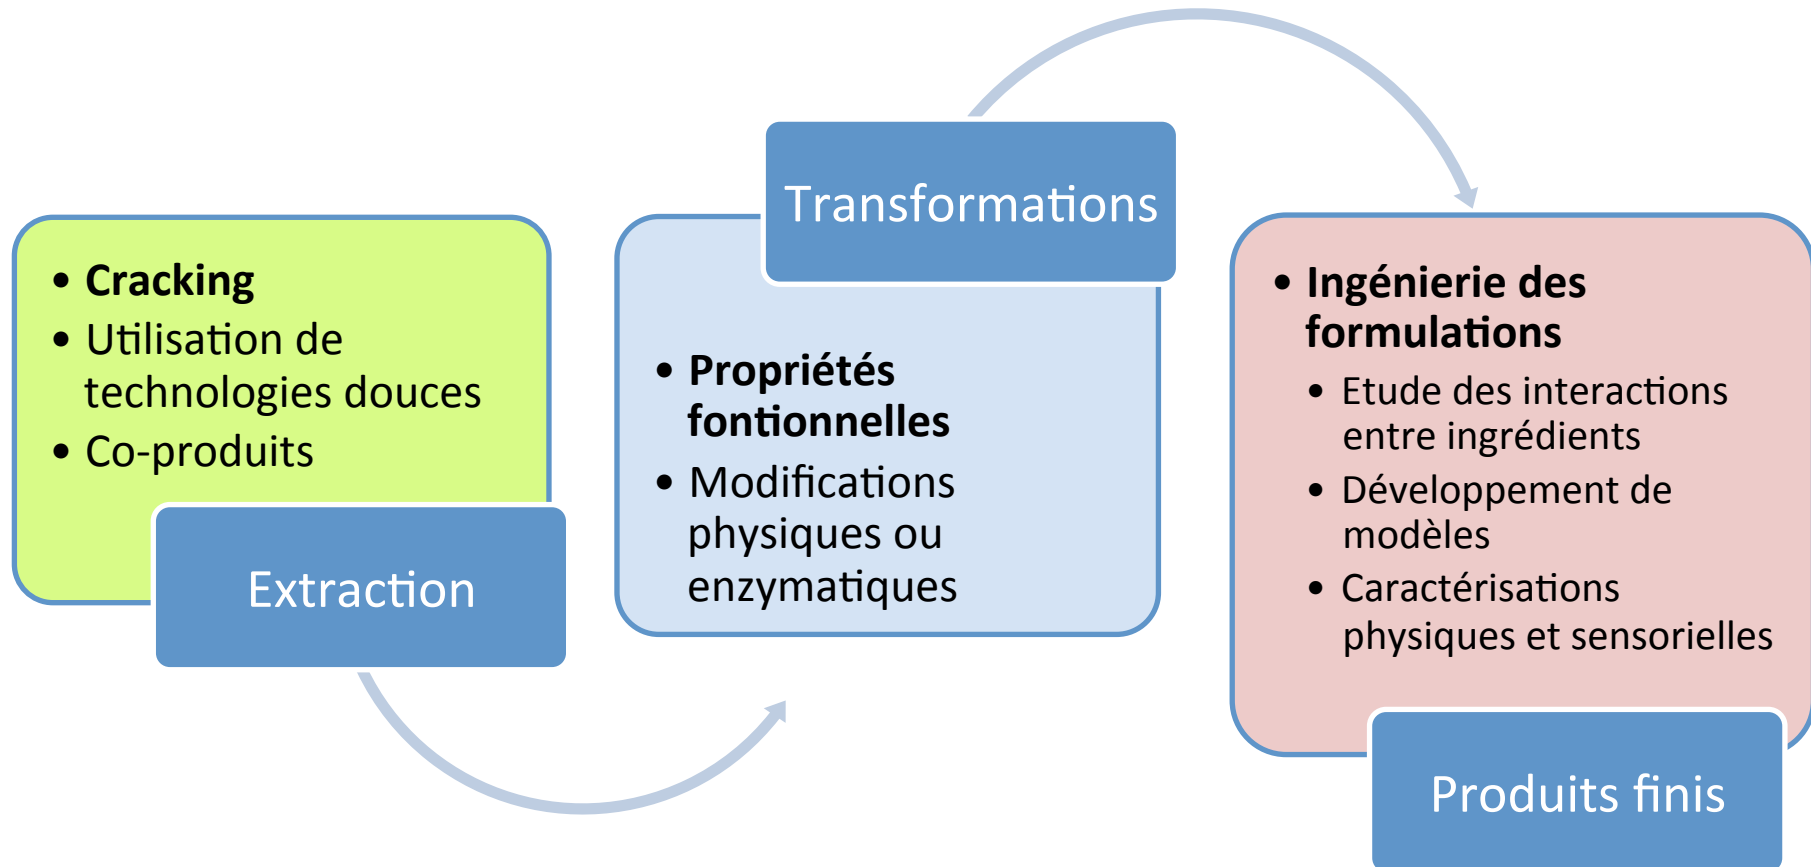 • Cracking
• Utilisation de
technologies douces
• Co-produits
Extraction
Transformations
• Propriétés
fontionnelles
• Modifications
physiques ou
enzymatiques
• Ingénierie des
formulations
• Etude des interactions
entre ingrédients
• Développement de
modèles
• Caractérisations
physiques et sensorielles
Produits finis